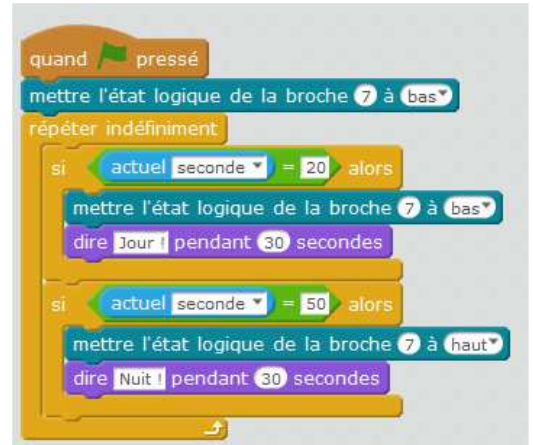 quand pressé
mettre l'état logique de la broche 7 à bas
répéter indéfiniment
si actuel seconde = 20 alors
mettre l'état logique de la broche 7 à bas
dire Jour ! pendant 30 secondes
si actuel seconde = 50 alors
mettre l'état logique de la broche 7 à haut
dire Nuit ! pendant 30 secondes